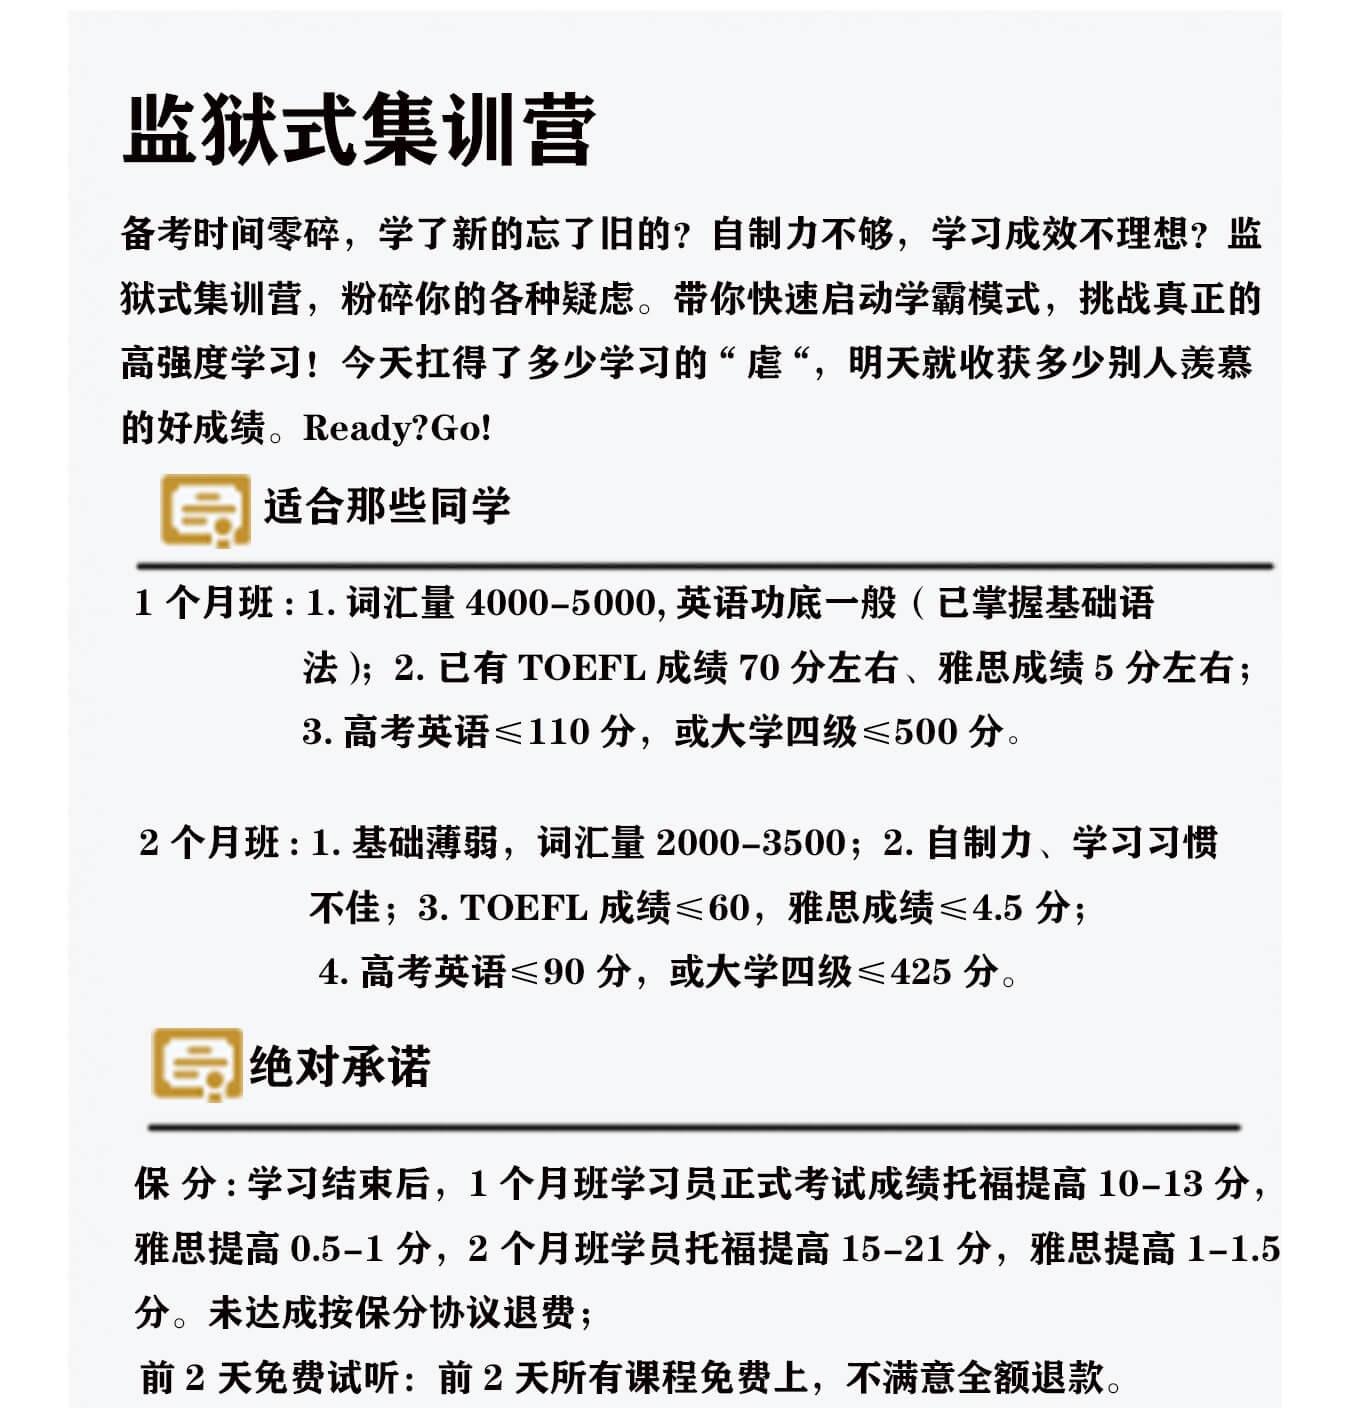 监狱式集训营
备考时间零碎，学了新的忘了旧的？自制力不够，学习成效不理想？监
狱式集训营，粉碎你的各种疑虑。带你快速启动学霸模式，挑战真正的
高强度学习！今天扛得了多少学习的“虐“，明天就收获多少别人羡慕
的好成绩。Ready?Go!
适合那些同学
1 个月班 : 1. 词汇量 4000-5000, 英语功底一般（已掌握基础语
法 )；2. 已有 TOEFL 成绩 70 分左右、雅思成绩 5 分左右；
3. 高考英语≤110 分，或大学四级≤500 分。
2 个月班 : 1. 基础薄弱，词汇量 2000-3500；2. 自制力、学习习惯
不佳；3. TOEFL 成绩≤60，雅思成绩≤4.5 分；
4. 高考英语≤90 分，或大学四级≤425 分。
绝对承诺
保 分 : 学习结束后，1 个月班学习员正式考试成绩托福提高 10-13 分，
雅思提高 0.5-1 分，2 个月班学员托福提高 15-21 分，雅思提高 1-1.5
分。未达成按保分协议退费；
前 2 天免费试听：前 2 天所有课程免费上，不满意全额退款。